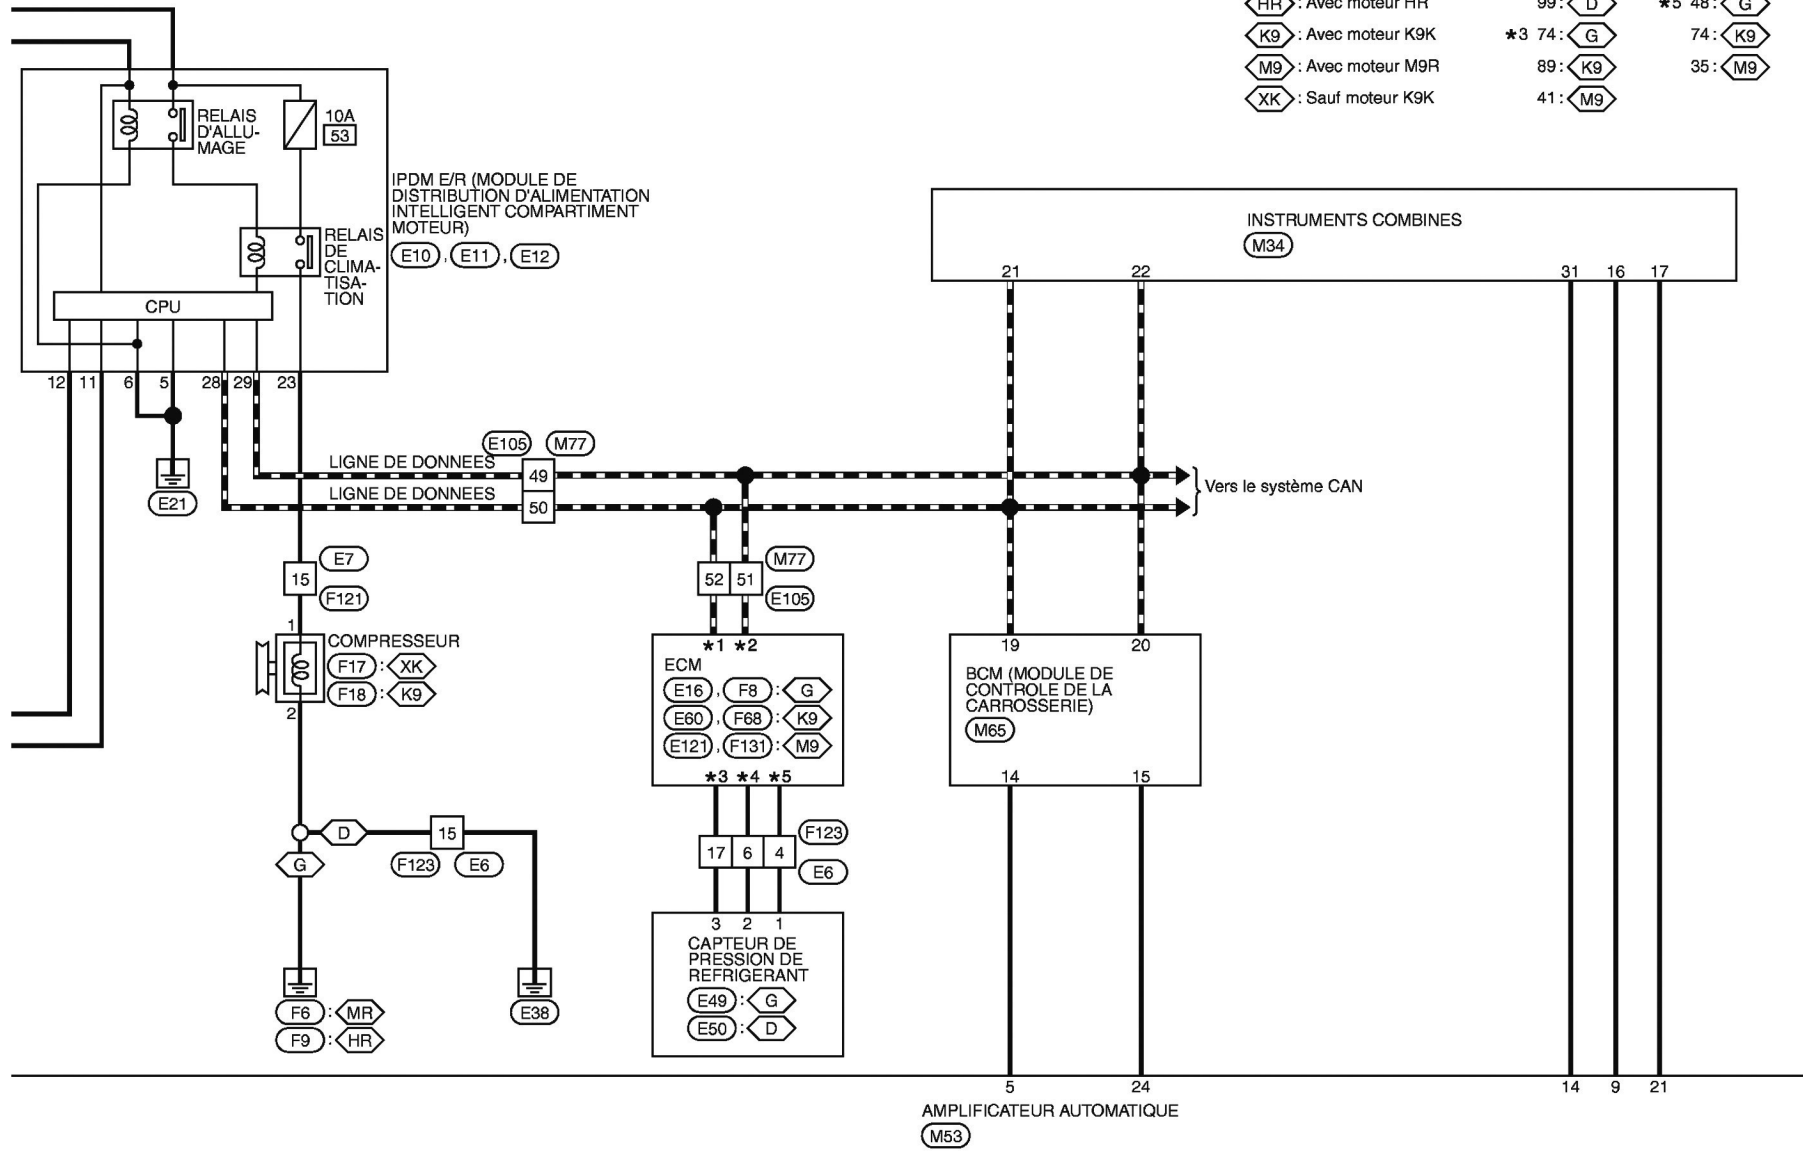 HR : Avec moteur HR
99: D
*5 48: G
K9 : Avec moteur K9K
*3 74: G
74: K9
M9 : Avec moteur M9R
89: K9
35: M9
XK : Sauf moteur K9K
41: M9
RELAIS
D'ALLU-
MAGE
10A
53
IPDM E/R (MODULE DE
DISTRIBUTION D'ALIMENTATION
INTELLIGENT COMPARTIMENT
MOTEUR)
E10 , E11 , E12
RELAIS
DE
CLIMA-
TISA-
TION
CPU
12 11 6 5 28 29 23
INSTRUMENTS COMBINES
M34
21 22 31 16 17
E21
E105 M77
LIGNE DE DONNEES 49
LIGNE DE DONNEES 50
Vers le système CAN
E7
15
F121
1
COMPRESSEUR
F17 : XK
F18 : K9
2
M77
52 51
E105
*1 *2
ECM
E16 , F8 : G
E60 , F68 : K9
E121 , F131 : M9
*3 *4 *5
19 20
BCM (MODULE DE
CONTROLE DE LA
CARROSSERIE)
M65
14 15
D 15
G
F123 E6
F123
17 6 4
E6
3 2 1
CAPTEUR DE
PRESSION DE
REFRIGERANT
E49 : G
E50 : D
F6 : MR
F9 : HR
E38
5 24 14 9 21
AMPLIFICATEUR AUTOMATIQUE
M53